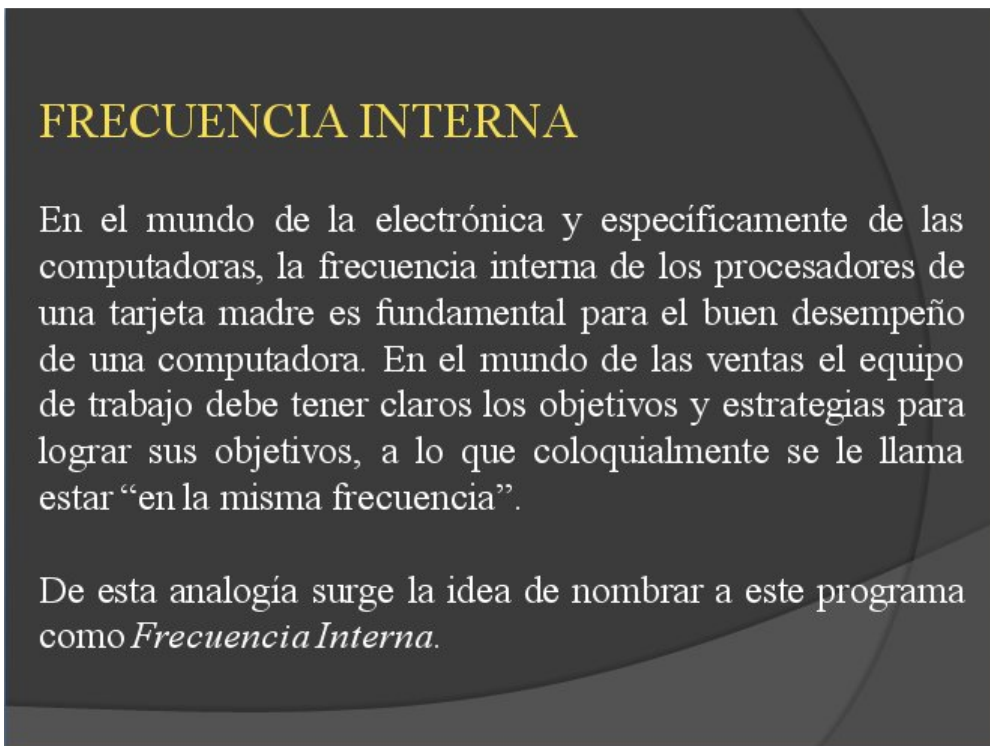 FRECUENCIA INTERNA
En el mundo de la electrónica y específicamente de las
computadoras, la frecuencia interna de los procesadores de
una tarjeta madre es fundamental para el buen desempeño
de una computadora. En el mundo de las ventas el equipo
de trabajo debe tener claros los objetivos y estrategias para
lograr sus objetivos, a lo que coloquialmente se le llama
estar “en la misma frecuencia”.
De esta analogía surge la idea de nombrar a este programa
como Frecuencia Interna.